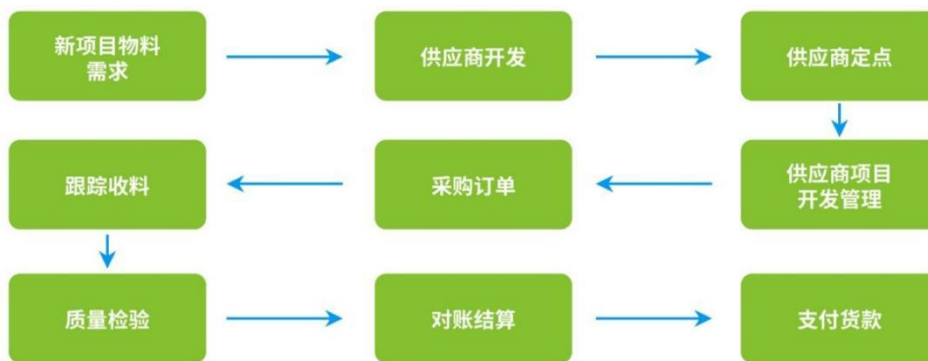 新项目物料
需求
供应商开发
供应商定点
供应商项目
开发管理
采购订单
跟踪收料
质量检验
对账结算
支付货款